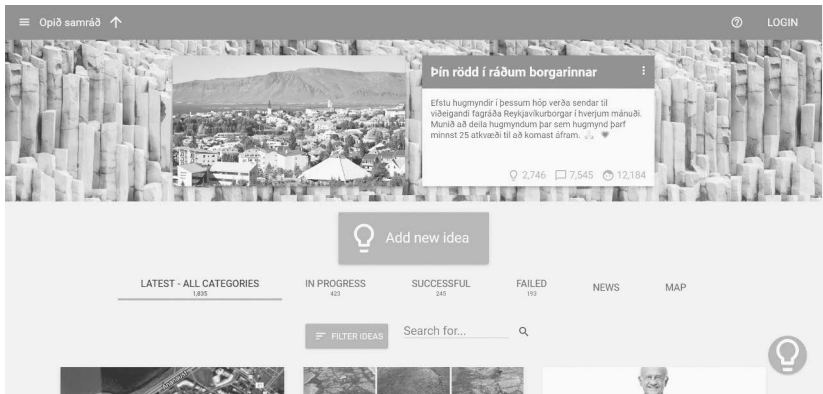 Opið samráð
LOGIN
Þín rödd í ráðum borgarinnar
Efstu hugmyndir í þessum hóp verða sendar til
viðeigandi fagráða Reykjavíkurborgar í hverjum mánuði.
Munið að deila hugmyndum þar sem hugmynd þarf
minnst 25 atkvæði til að komast áfram.
2,746 7,545 12,184
Add new idea
LATEST - ALL CATEGORIES IN PROGRESS SUCCESSFUL FAILED NEWS MAP
1,835 423 245 193
FILTER IDEAS Search for...
Ánanaust